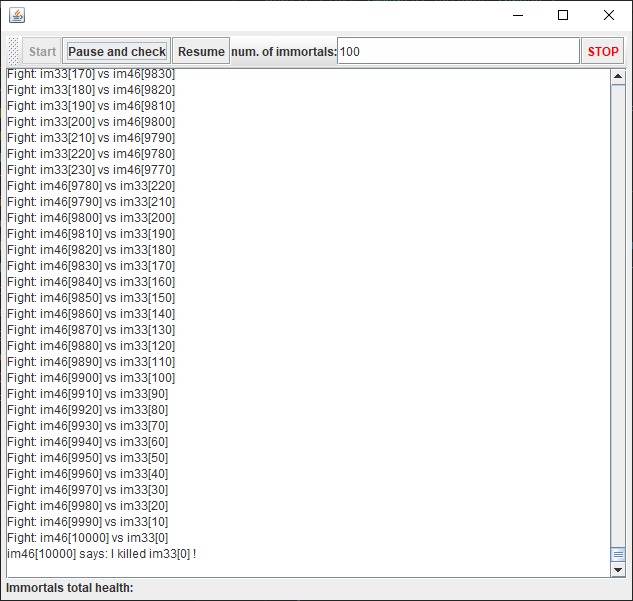 Start Pause and check Resume num. of immortals: 100 STOP
Fight: im33[170] vs im46[9830]
Fight: im33[180] vs im46[9820]
Fight: im33[190] vs im46[9810]
Fight: im33[200] vs im46[9800]
Fight: im33[210] vs im46[9790]
Fight: im33[220] vs im46[9780]
Fight: im33[230] vs im46[9770]
Fight: im46[9780] vs im33[220]
Fight: im46[9790] vs im33[210]
Fight: im46[9800] vs im33[200]
Fight: im46[9810] vs im33[190]
Fight: im46[9820] vs im33[180]
Fight: im46[9830] vs im33[170]
Fight: im46[9840] vs im33[160]
Fight: im46[9850] vs im33[150]
Fight: im46[9860] vs im33[140]
Fight: im46[9870] vs im33[130]
Fight: im46[9880] vs im33[120]
Fight: im46[9890] vs im33[110]
Fight: im46[9900] vs im33[100]
Fight: im46[9910] vs im33[90]
Fight: im46[9920] vs im33[80]
Fight: im46[9930] vs im33[70]
Fight: im46[9940] vs im33[60]
Fight: im46[9950] vs im33[50]
Fight: im46[9960] vs im33[40]
Fight: im46[9970] vs im33[30]
Fight: im46[9980] vs im33[20]
Fight: im46[9990] vs im33[10]
Fight: im46[10000] vs im33[0]
im46[10000] says: I killed im33[0] !
Immortals total health: